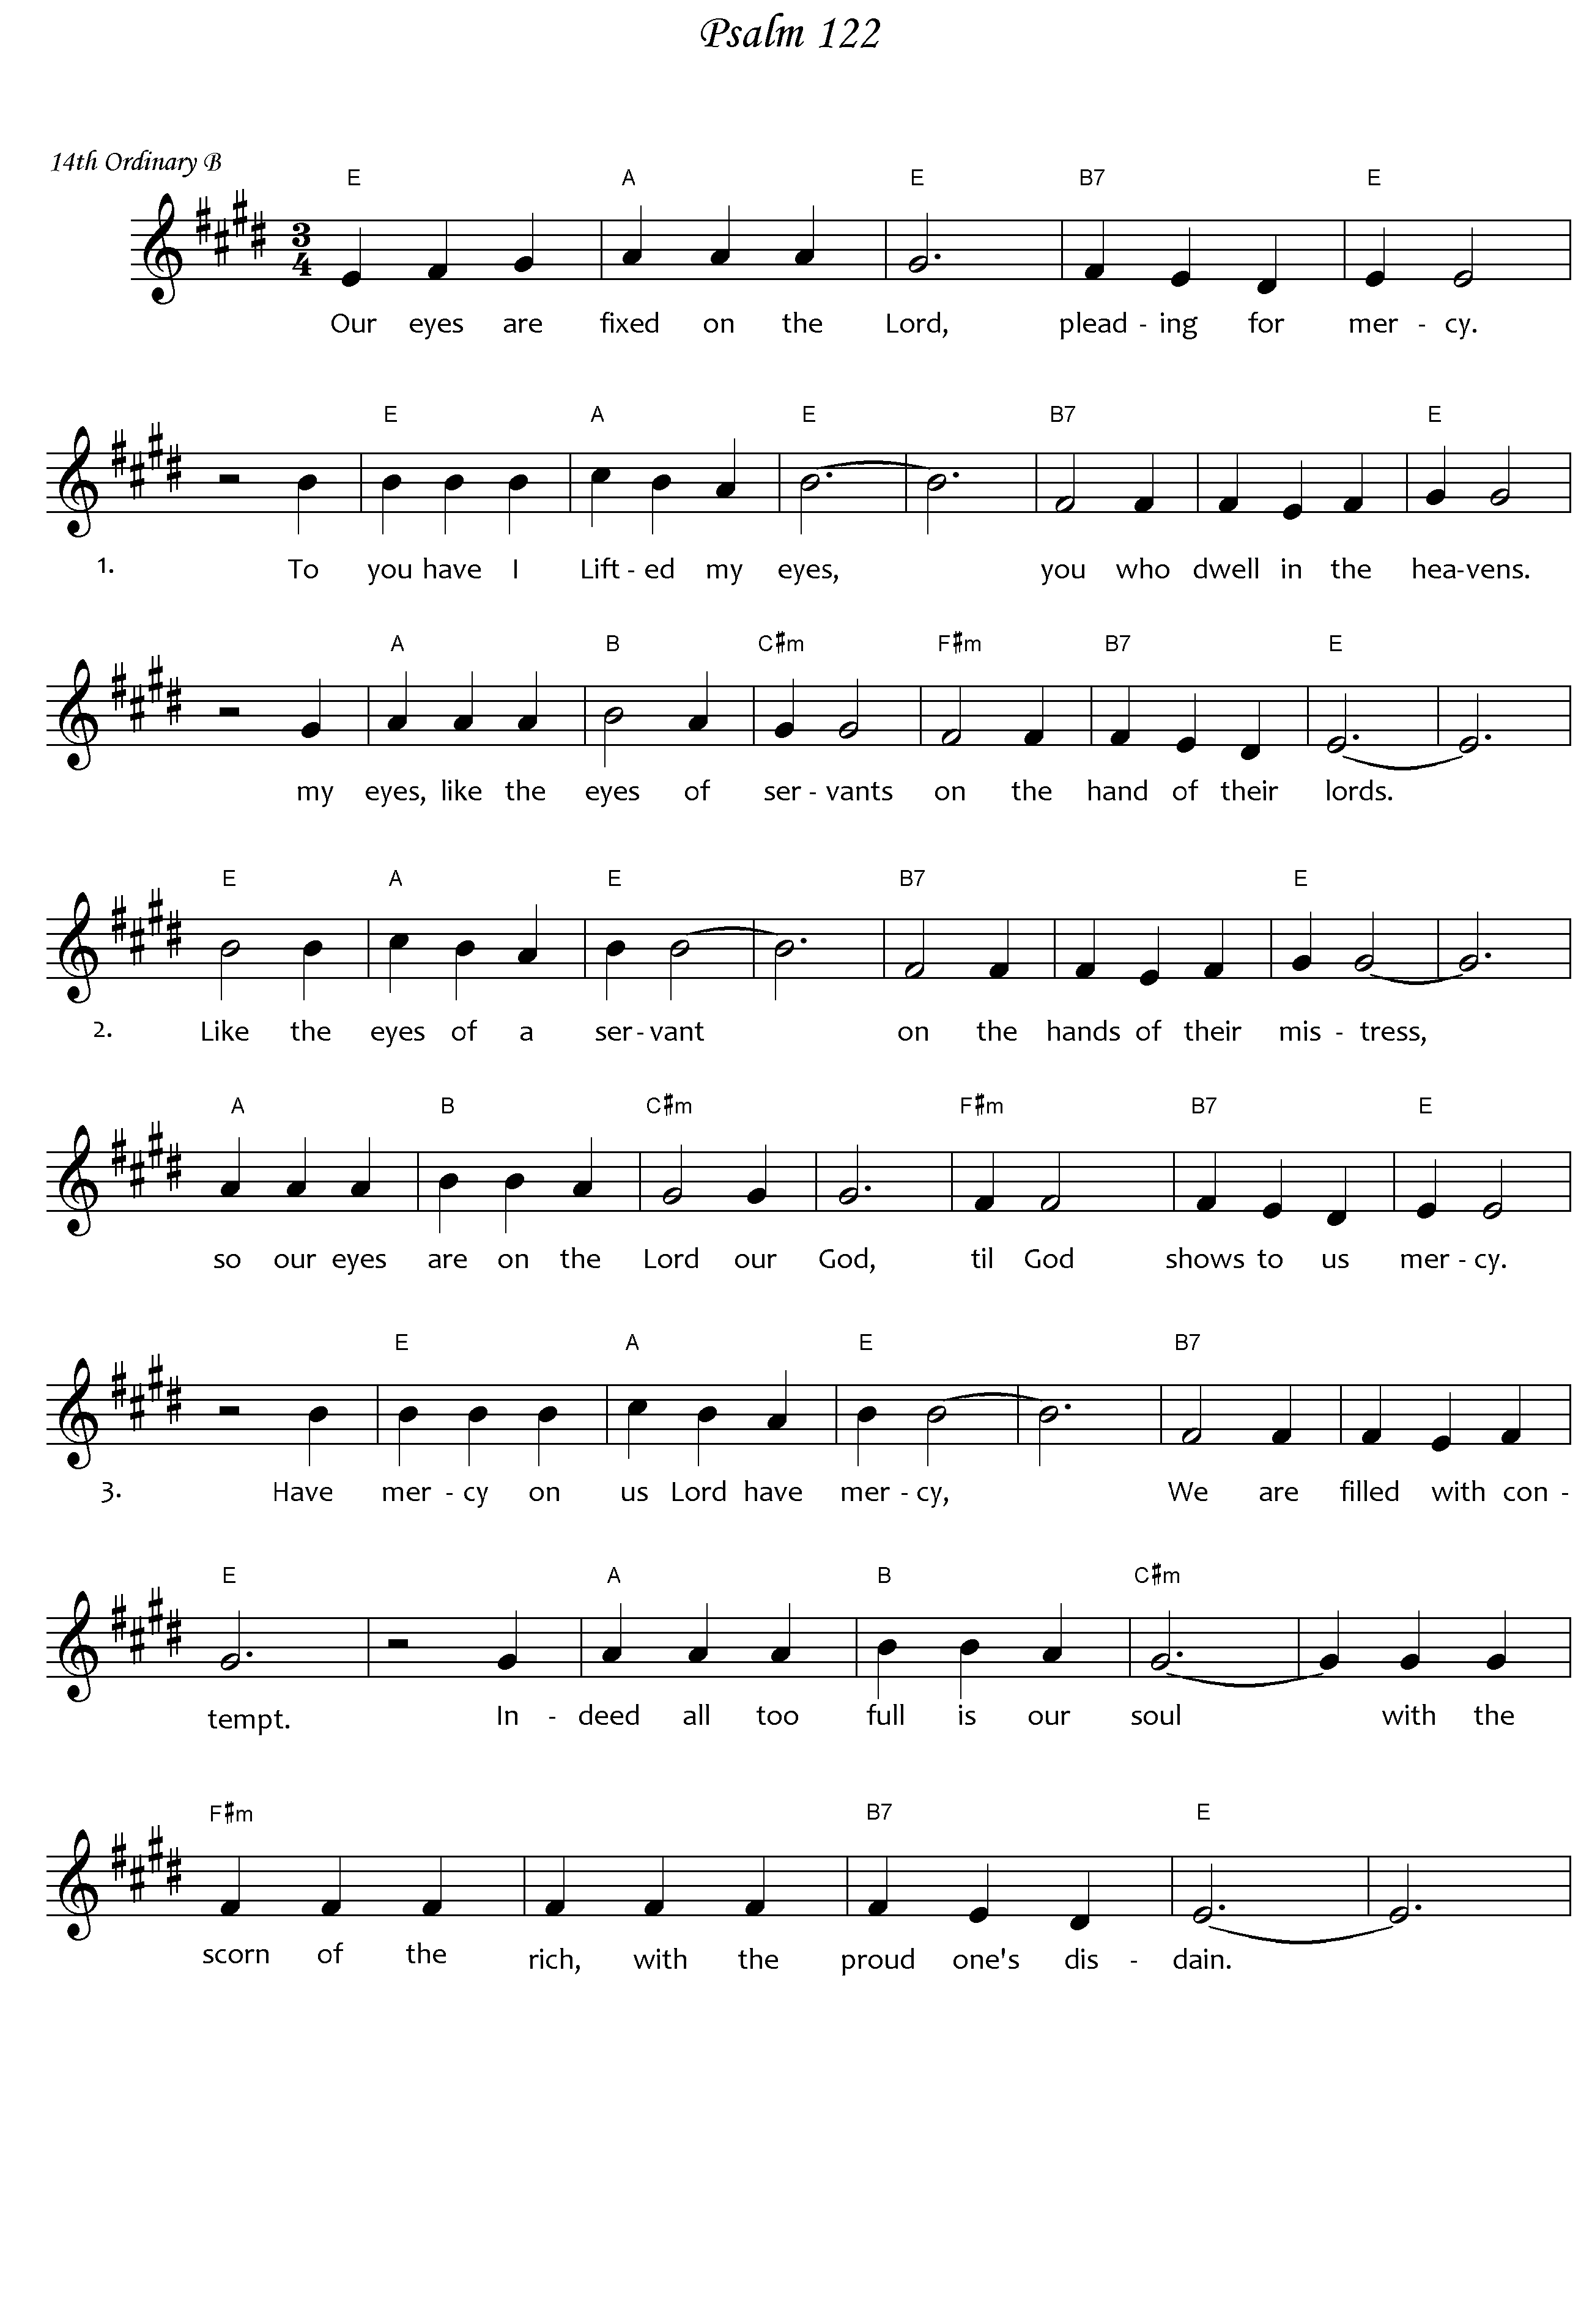 Psalm 122
14th Ordinary B
E A E B7 E
3
4
Our eyes are fixed on the Lord, plead - ing for mer - cy.
E A E B7 E
1. To you have I Lift - ed my eyes, you who dwell in the hea-vens.
A B C#m F#m B7 E
my eyes, like the eyes of ser - vants on the hand of their lords.
E A E B7 E
2. Like the eyes of a ser - vant on the hands of their mis - tress,
A B C#m F#m B7 E
so our eyes are on the Lord our God, til God shows to us mer - cy.
E A E B7
3. Have mer - cy on us Lord have mer - cy, We are filled with con -
E A B C#m
tempt. In - deed all too full is our soul with the
F#m B7 E
scorn of the rich, with the proud one's dis - dain.